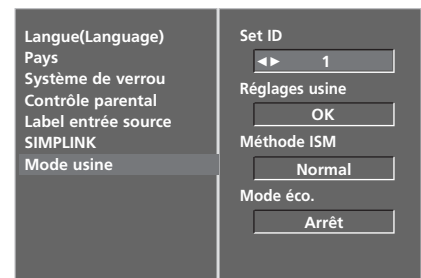 Langue(Language)
Pays
Système de verrou
Contrôle parental
Label entrée source
SIMPLINK
Mode usine
Set ID
◄► 1
Réglages usine
OK
Méthode ISM
Normal
Mode éco.
Arrêt